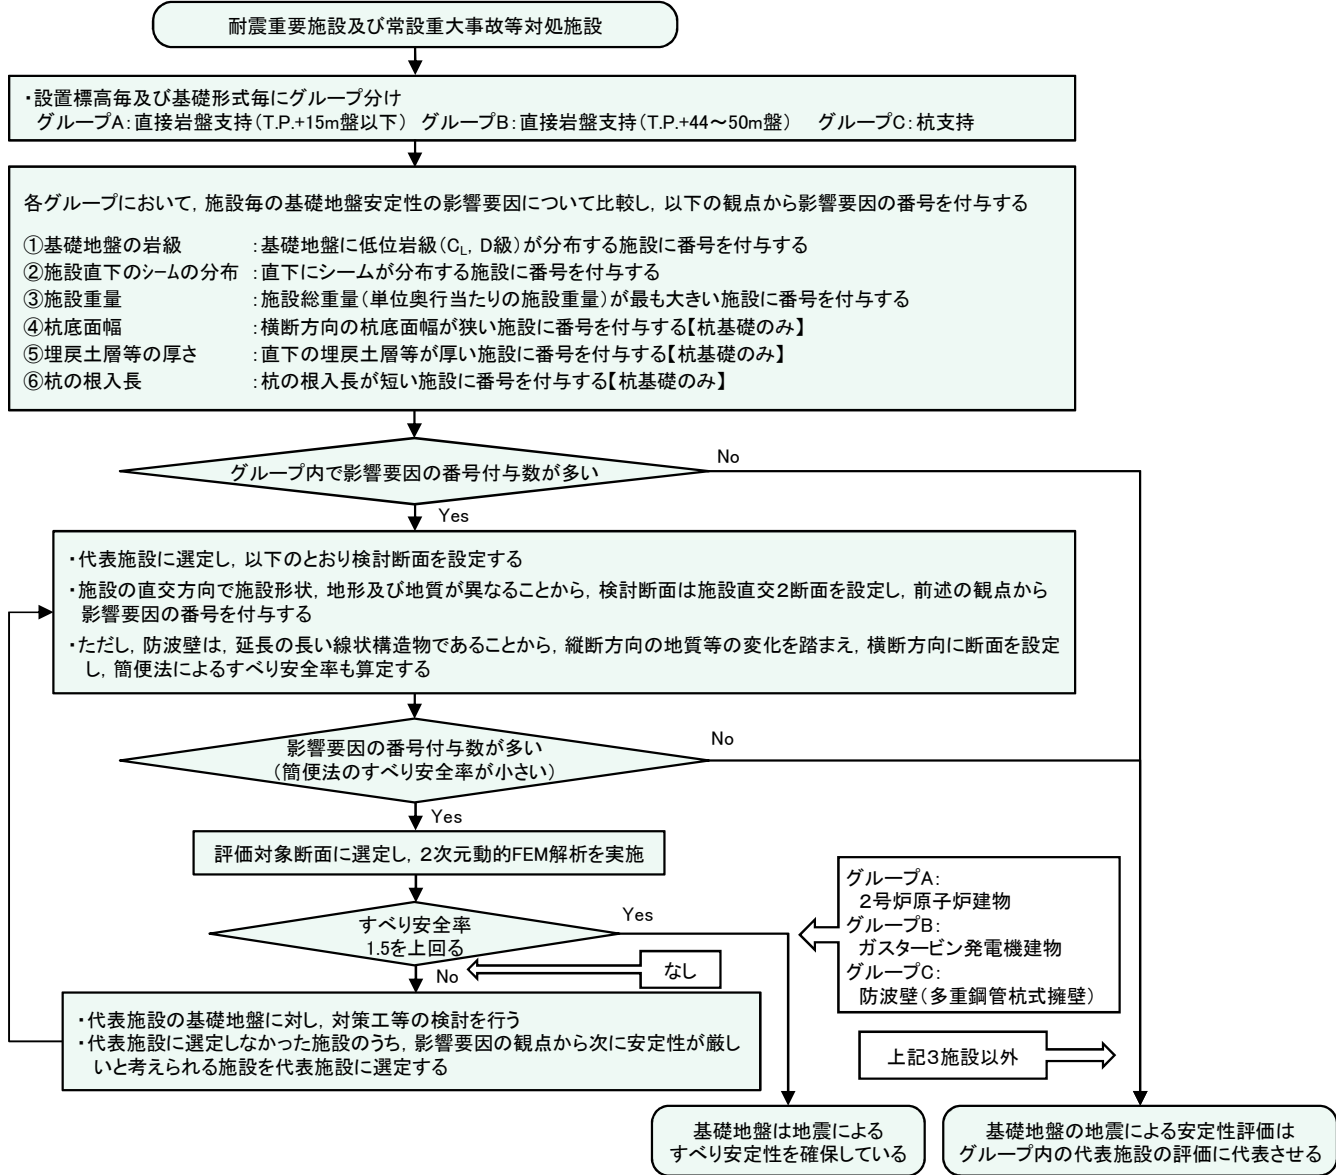 耐震重要施設及び常設重大事故等対処施設
・設置標高毎及び基礎形式毎にグループ分け
グループA：直接岩盤支持（T.P.+15m盤以下） グループB：直接岩盤支持（T.P.+44～50m盤） グループC：杭支持
各グループにおいて，施設毎の基礎地盤安定性の影響要因について比較し，以下の観点から影響要因の番号を付与する
①基礎地盤の岩級 ：基礎地盤に低位岩級（CL, D級）が分布する施設に番号を付与する
②施設直下のｼｰﾑの分布 ：直下にシームが分布する施設に番号を付与する
③施設重量 ：施設総重量（単位奥行当たりの施設重量）が最も大きい施設に番号を付与する
④杭底面幅 ：横断方向の杭底面幅が狭い施設に番号を付与する【杭基礎のみ】
⑤埋戻土層等の厚さ ：直下の埋戻土層等が厚い施設に番号を付与する【杭基礎のみ】
⑥杭の根入長 ：杭の根入長が短い施設に番号を付与する【杭基礎のみ】
グループ内で影響要因の番号付与数が多い
No
Yes
・代表施設に選定し，以下のとおり検討断面を設定する
・施設の直交方向で施設形状，地形及び地質が異なることから，検討断面は施設直交２断面を設定し，前述の観点から
影響要因の番号を付与する
・ただし，防波壁は，延長の長い線状構造物であることから，縦断方向の地質等の変化を踏まえ，横断方向に断面を設定
し，簡便法によるすべり安全率も算定する
影響要因の番号付与数が多い
（簡便法のすべり安全率が小さい）
No
Yes
評価対象断面に選定し，２次元動的FEM解析を実施
すべり安全率
1.5を上回る
Yes
No
なし
グループA：
２号炉原子炉建物
グループB：
ガスタービン発電機建物
グループC：
防波壁（多重鋼管杭式擁壁）
・代表施設の基礎地盤に対し，対策工等の検討を行う
・代表施設に選定しなかった施設のうち，影響要因の観点から次に安定性が厳し
いと考えられる施設を代表施設に選定する
上記３施設以外
基礎地盤は地震による
すべり安定性を確保している
基礎地盤の地震による安定性評価は
グループ内の代表施設の評価に代表させる